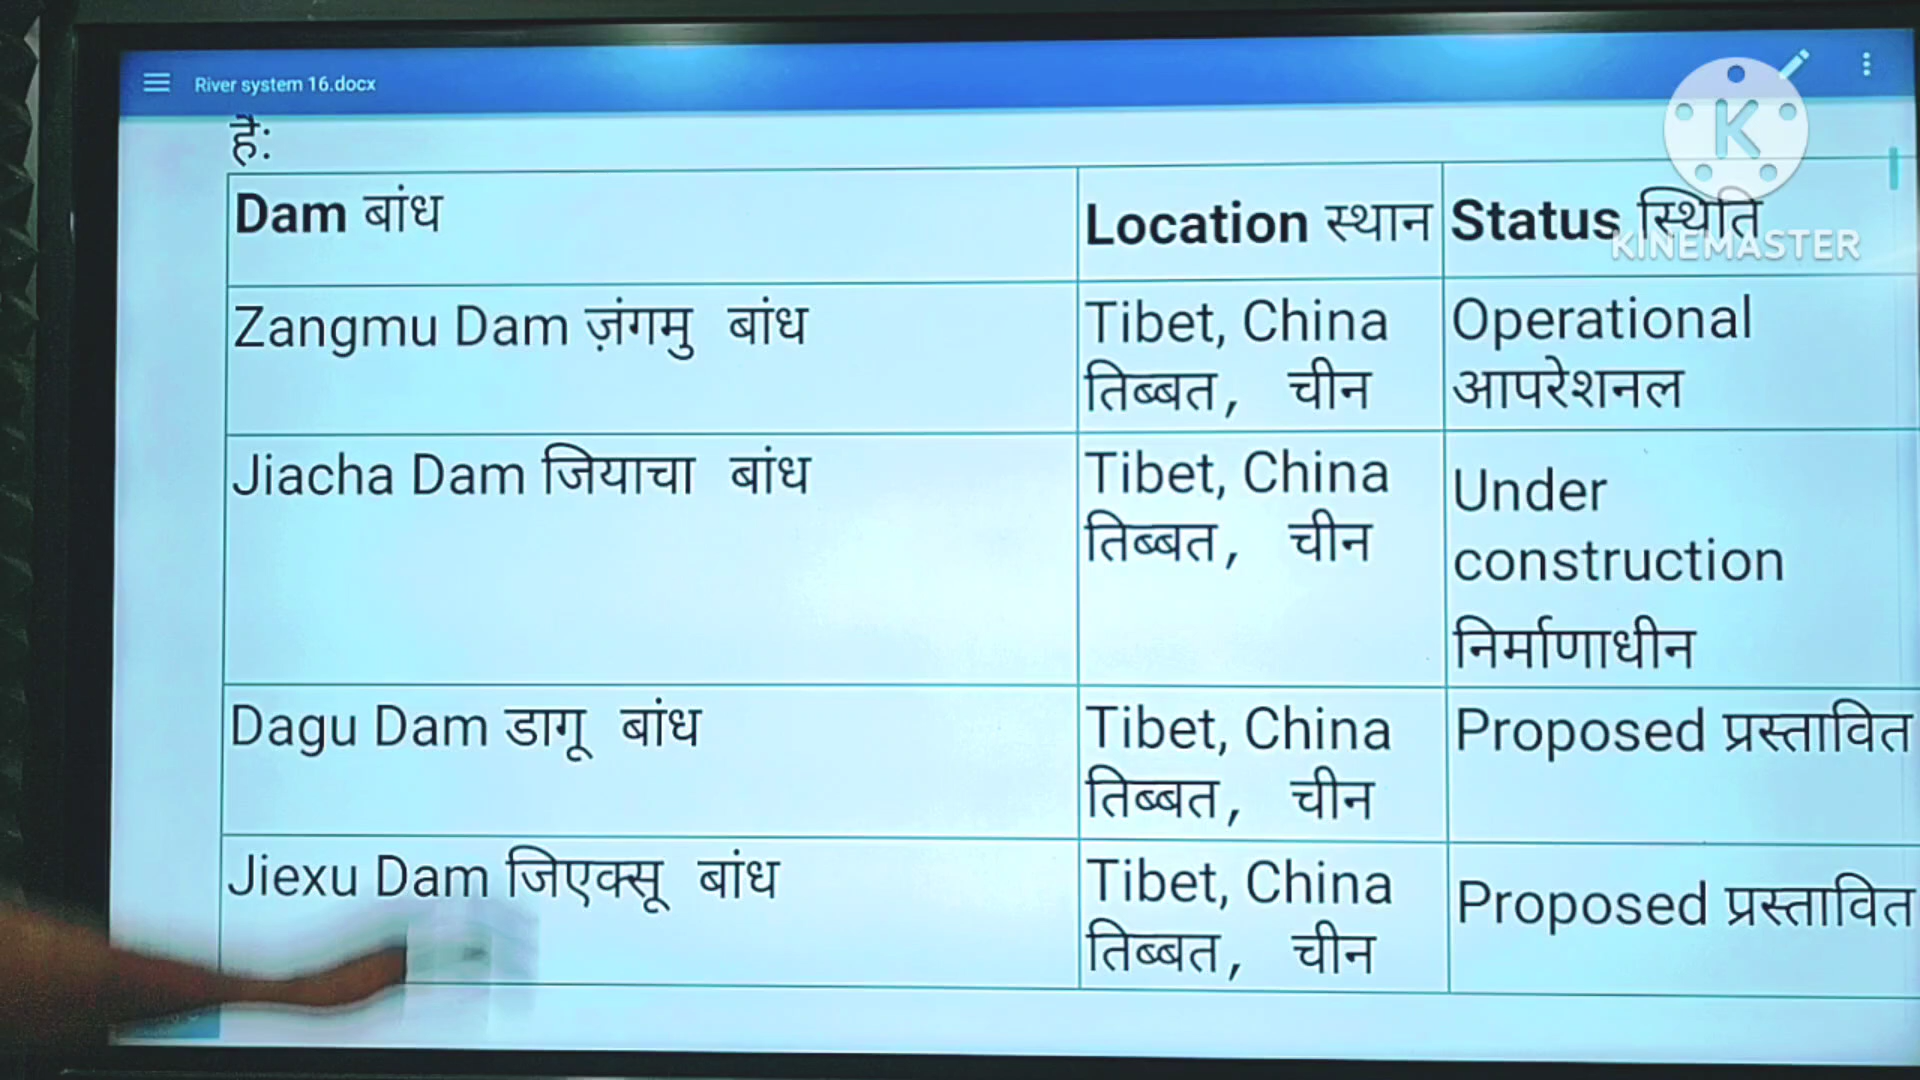 River system 16.docx
है:
Dam बांध
Location स्थान
Status स्थिति
KINEMASTER
Zangmu Dam ज़ंगमु बांध
Tibet, China
तिब्बत, चीन
Operational
आपरेशनल
Jiacha Dam जियाचा बांध
Tibet, China
तिब्बत, चीन
Under
construction
निर्माणाधीन
Dagu Dam डागू बांध
Tibet, China
तिब्बत, चीन
Proposed प्रस्तावित
Jiexu Dam जिएक्सू बांध
Tibet, China
तिब्बत, चीन
Proposed प्रस्तावित